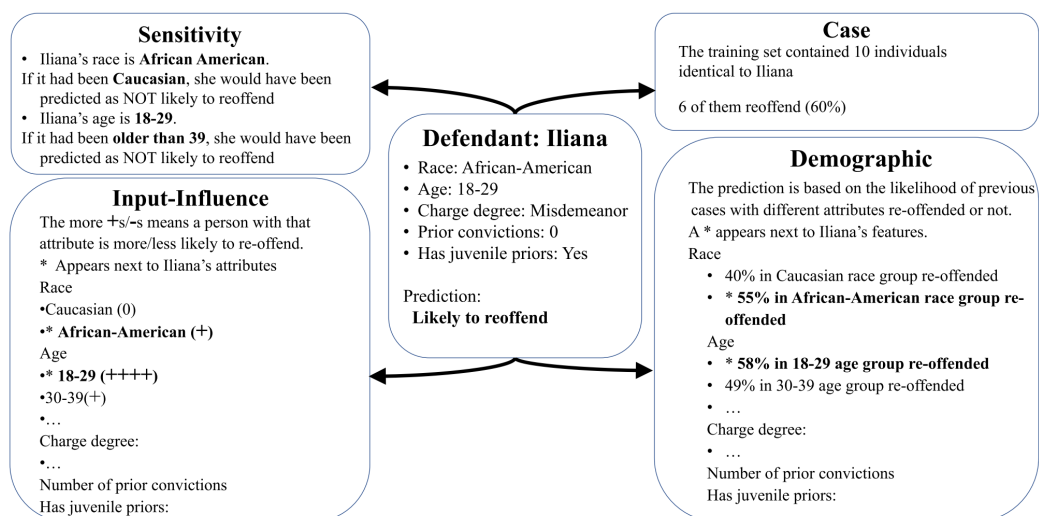 Sensitivity
• Iliana’s race is African American.
If it had been Caucasian, she would have been
predicted as NOT likely to reoffend
• Iliana’s age is 18-29.
If it had been older than 39, she would have been
predicted as NOT likely to reoffend
Case
The training set contained 10 individuals
identical to Iliana
6 of them reoffend (60%)
Defendant: Iliana
• Race: African-American
• Age: 18-29
• Charge degree: Misdemeanor
• Prior convictions: 0
• Has juvenile priors: Yes
Prediction:
Likely to reoffend
Input-Influence
The more +s/-s means a person with that
attribute is more/less likely to re-offend.
* Appears next to Iliana’s attributes
Race
•Caucasian (0)
•* African-American (+)
Age
•* 18-29 (++++)
•30-39(+)
•…
Charge degree:
•…
Number of prior convictions
Has juvenile priors:
Demographic
The prediction is based on the likelihood of previous
cases with different attributes re-offended or not.
A * appears next to Iliana’s features.
Race
• 40% in Caucasian race group re-offended
• * 55% in African-American race group re-
offended
Age
• * 58% in 18-29 age group re-offended
• 49% in 30-39 age group re-offended
• …
Charge degree:
• …
Number of prior convictions
Has juvenile priors: